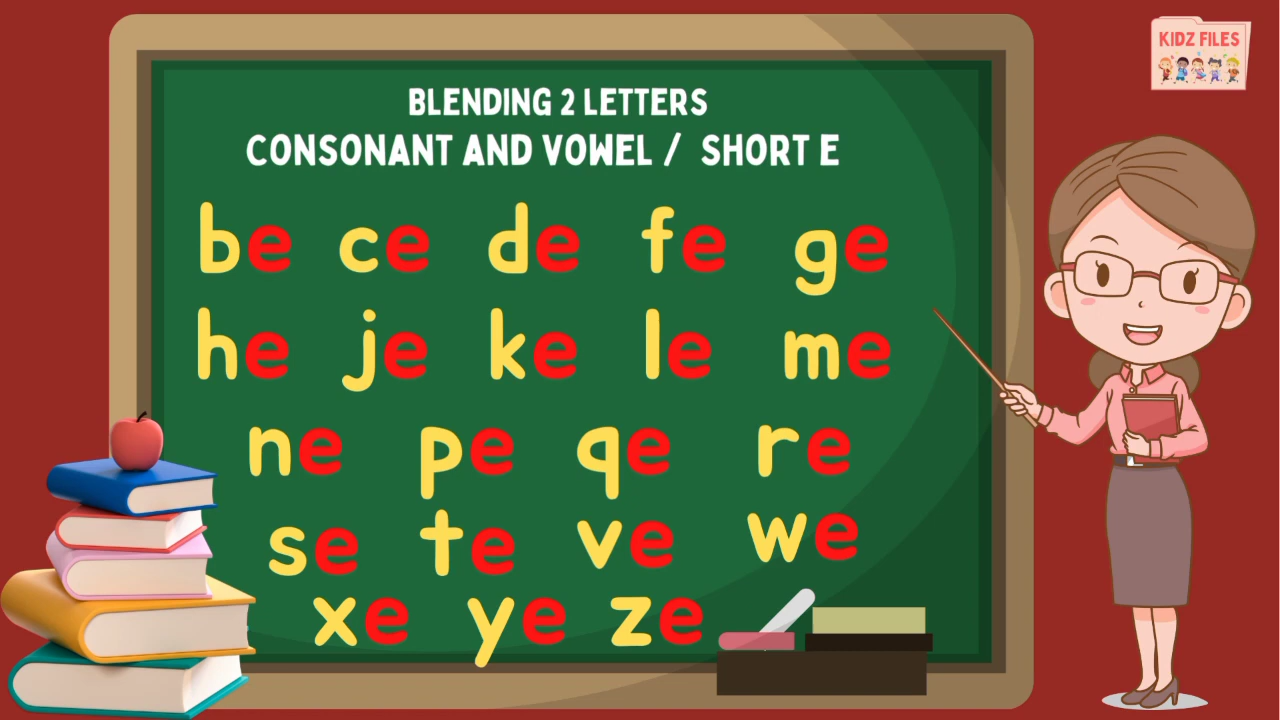 KIDZ FILES
BLENDING 2 LETTERS
CONSONANT AND VOWEL / SHORT E
be ce de fe ge
he je ke le me
ne pe qe re
se te ve we
xe ye ze